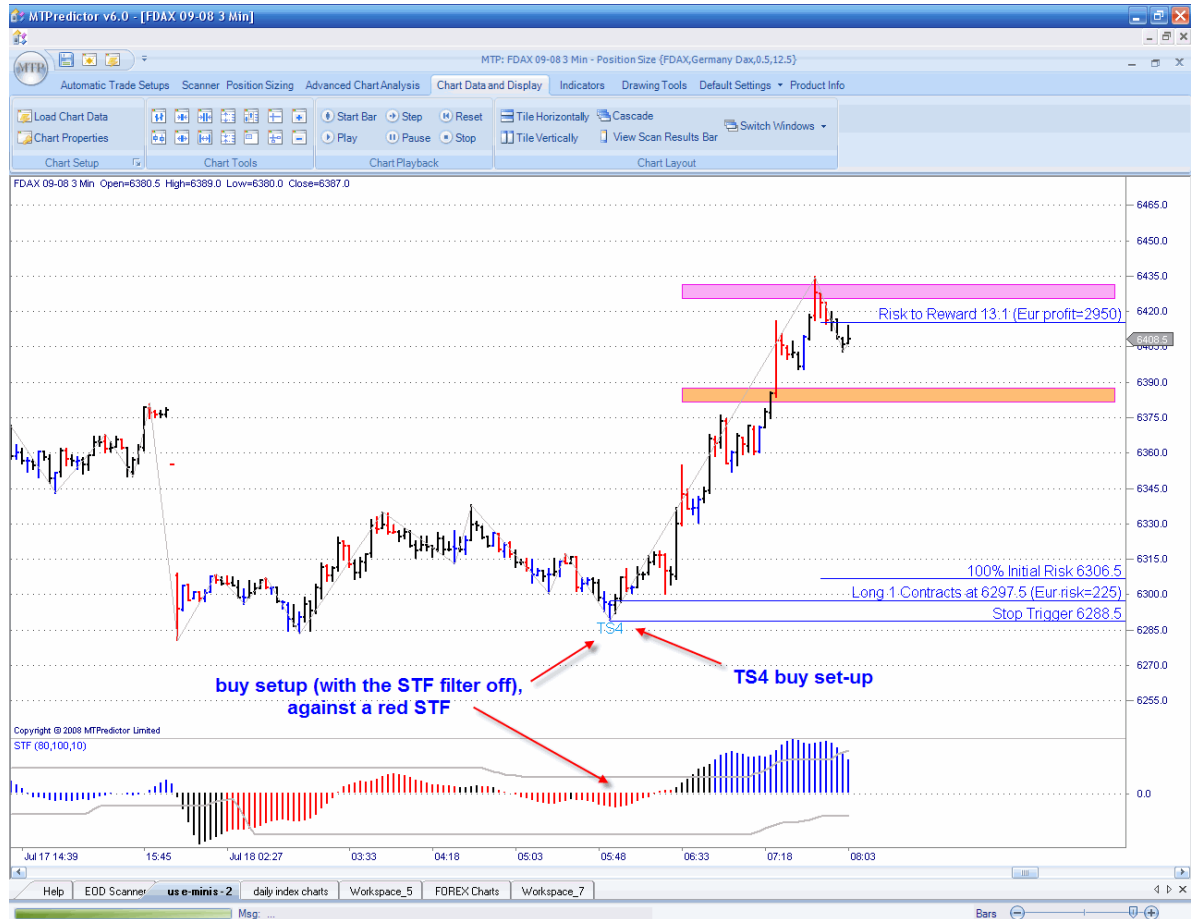 MTPredictor v6.0 - [FDAX 09-08 3 Min]
MTP
MTP: FDAX 09-08 3 Min - Position Size {FDAX,Germany Dax,0.5,12.5}
Automatic Trade Setups Scanner Position Sizing Advanced Chart Analysis Chart Data and Display Indicators Drawing Tools Default Settings Product Info
Load Chart Data
Chart Properties
Start Bar Step Reset
Play Pause Stop
Tile Horizontally Cascade
Tile Vertically View Scan Results Bar
Switch Windows
Chart Setup Chart Tools Chart Playback Chart Layout
FDAX 09-08 3 Min Open=6380.5 High=6389.0 Low=6380.0 Close=6387.0
6465.0
6450.0
6435.0
6420.0
Risk to Reward 13.1 (Eur profit=2950)
6408.5
6405.0
6390.0
6375.0
6360.0
6345.0
6330.0
6315.0
100% Initial Risk 6306.5
6300.0
Long 1 Contracts at 6297.5 (Eur risk=225)
Stop Trigger 6288.5
6285.0
TS4
6270.0
TS4 buy set-up
buy setup (with the STF filter off),
against a red STF
6255.0
Copyright © 2008 MTPredictor Limited
STF (80,100,10)
0.0
Jul 17 14:39 15:45 Jul 18 02:27 03:33 04:18 05:03 05:48 06:33 07:18 08:03
Help EOD Scanner us e-minis - 2 daily index charts Workspace_5 FOREX Charts Workspace_7
Msg: ...
Bars